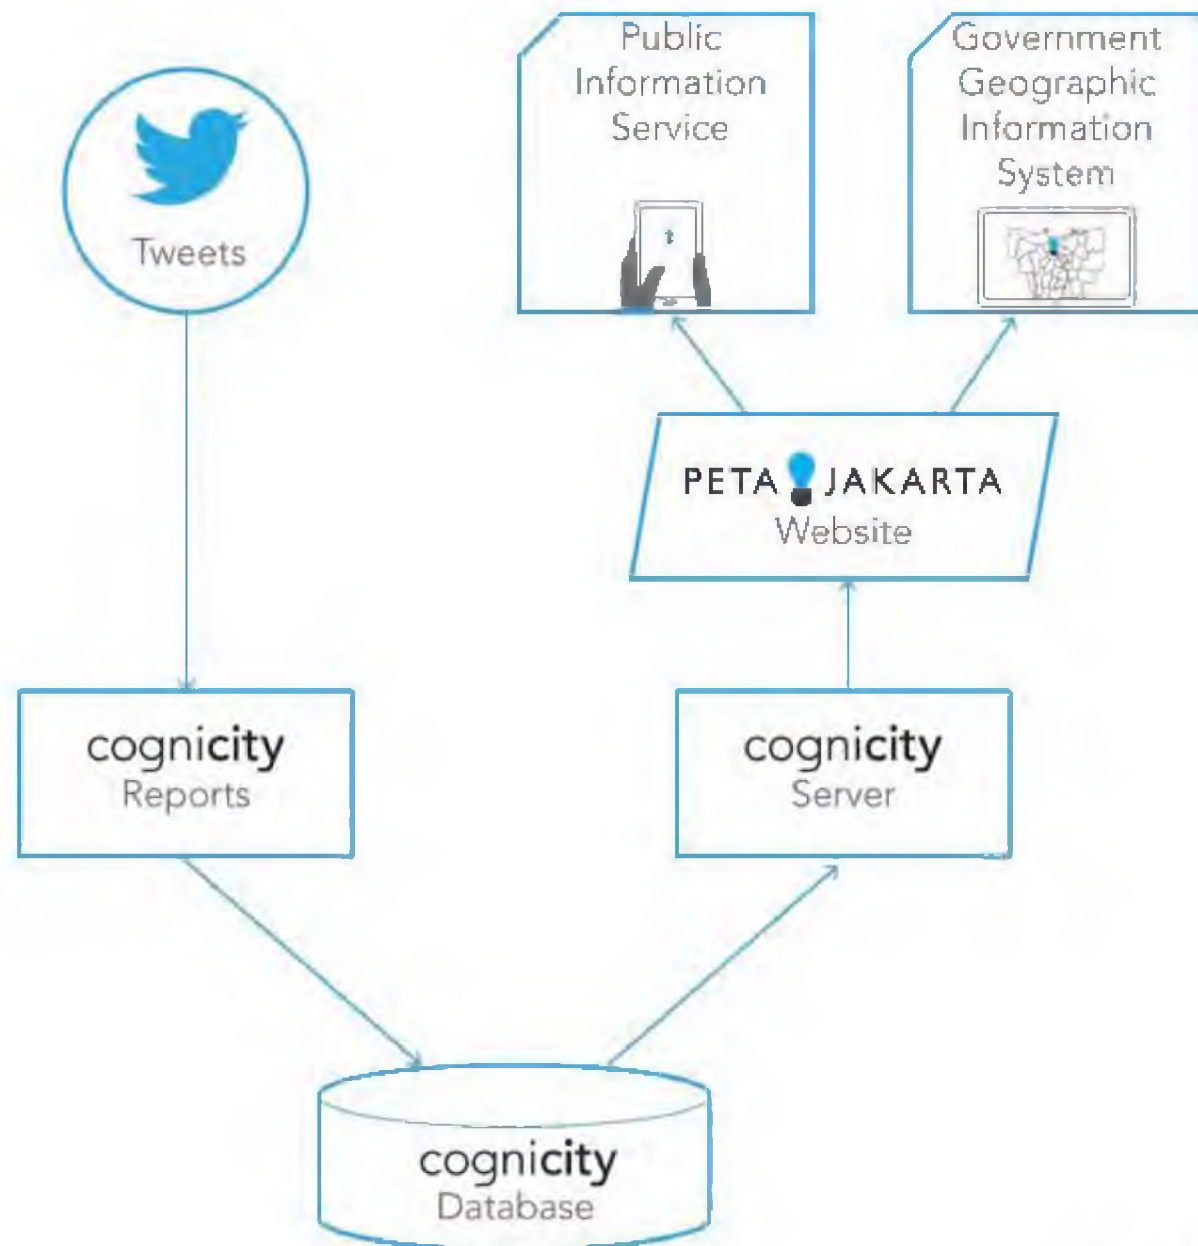 Tweets
Public
Information
Service
Government
Geographic
Information
System
PETA JAKARTA
Website
cognicity
Reports
cognicity
Server
cognicity
Database